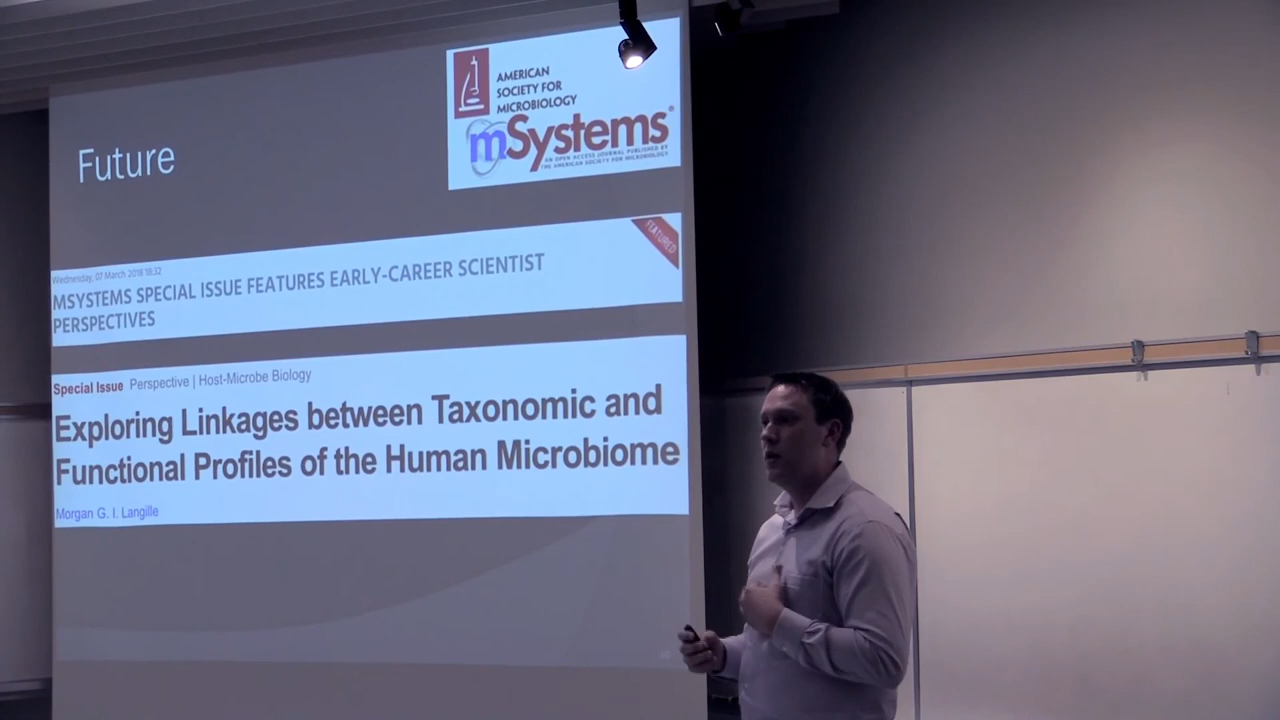 AMERICAN
SOCIETY FOR
MICROBIOLOGY
mSystems®
AN OPEN ACCESS JOURNAL PUBLISHED BY
THE AMERICAN SOCIETY FOR MICROBIOLOGY
Future
FEATURED
Wednesday, 07 March 2018 18:32
MSYSTEMS SPECIAL ISSUE FEATURES EARLY-CAREER SCIENTIST
PERSPECTIVES
Special Issue Perspective | Host-Microbe Biology
Exploring Linkages between Taxonomic and
Functional Profiles of the Human Microbiome
Morgan G. I. Langille